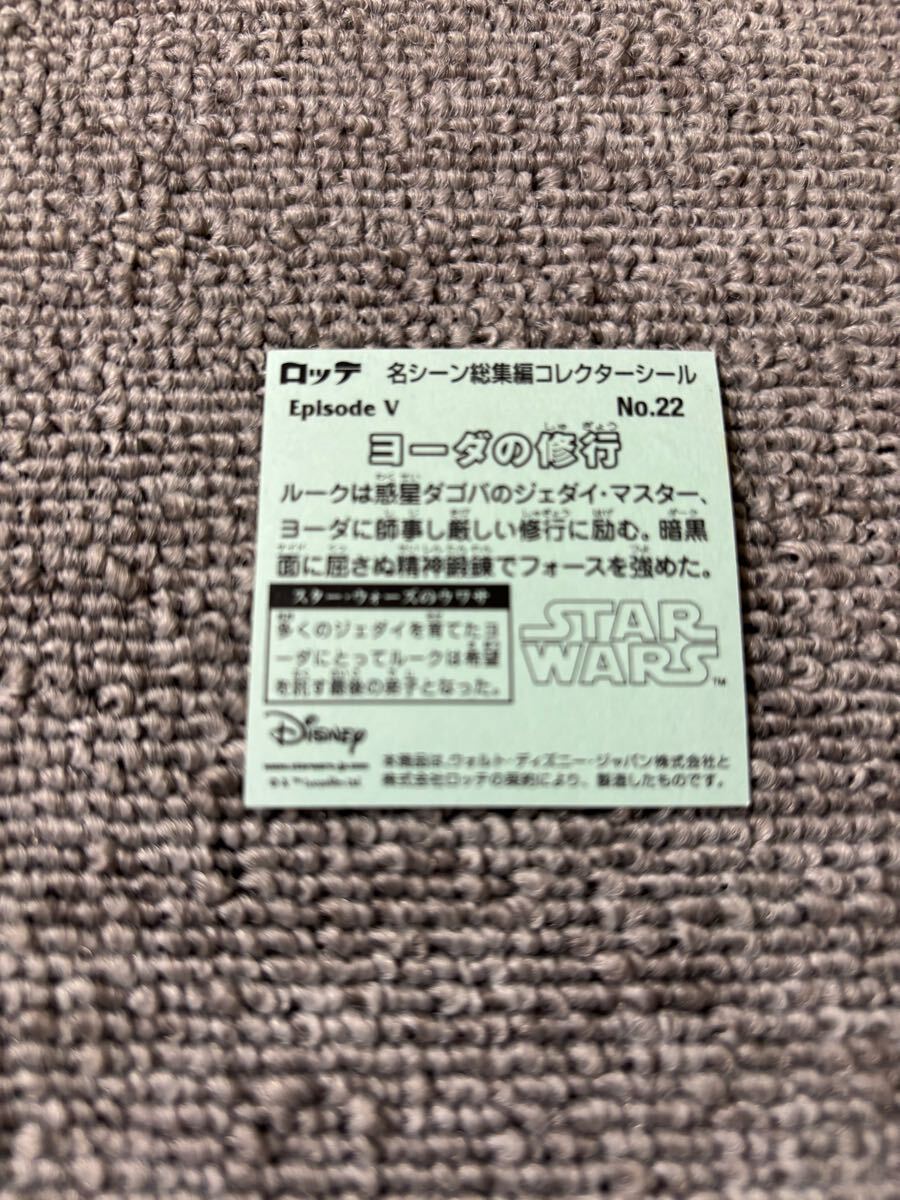 ロッテ 名シーン総集編コレクターシール
Episode V No.22
ヨーダの修行
ルークは惑星ダゴバのジェダイ・マスター、
ヨーダに師事し厳しい修行に励む。暗黒
面に屈さぬ精神鍛錬でフォースを強めた。
スター・ウォーズのウワサ
多くのジェダイを育てたヨ
ーダにとってルークは希望
を託す最後の弟子となった。
STAR
WARS™
Disney
本商品は、ウォルト・ディズニー・ジャパン株式会社と
株式会社ロッテの契約により、製造したものです。